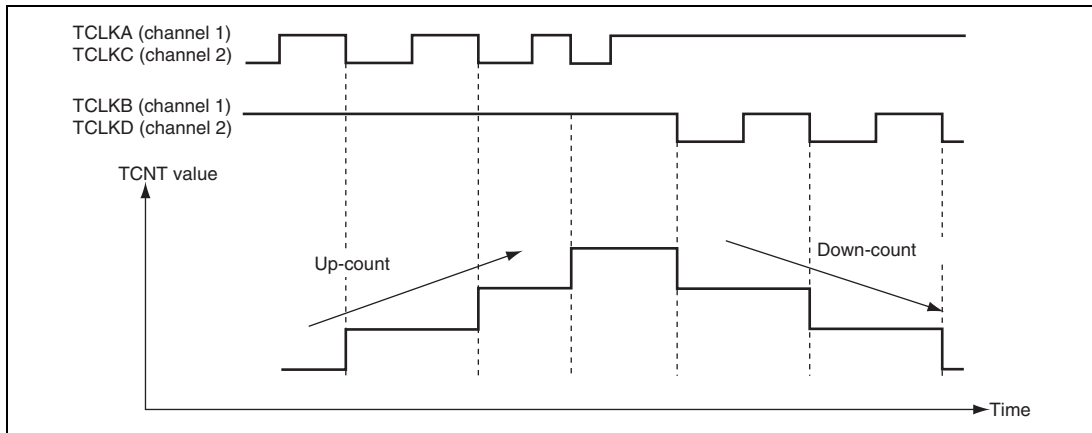 TCLKA (channel 1)
TCLKC (channel 2)
TCLKB (channel 1)
TCLKD (channel 2)
TCNT value
Up-count
Down-count
Time